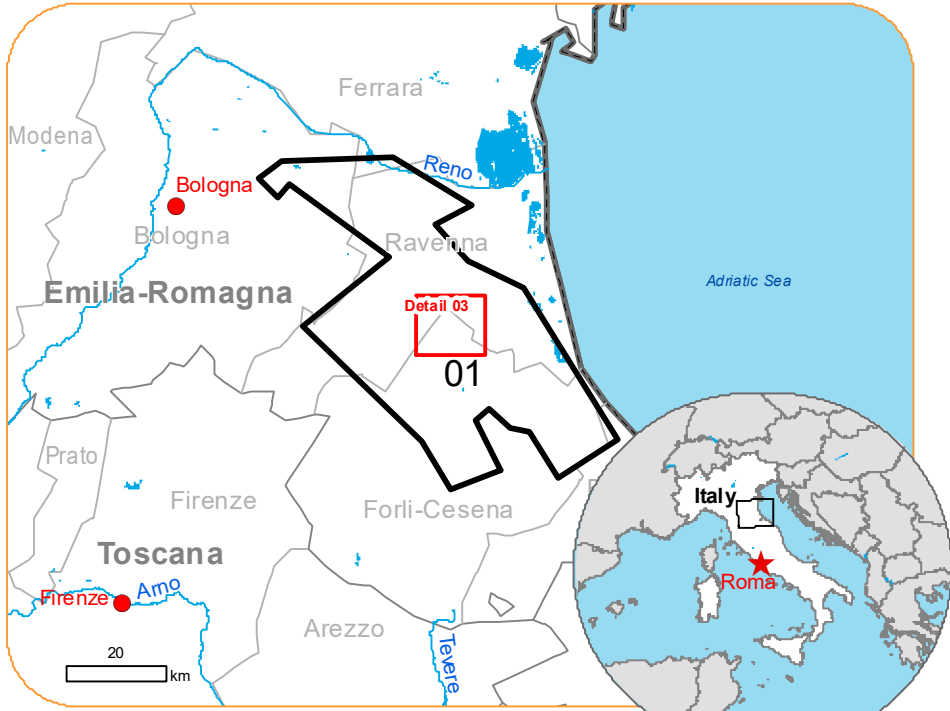 Ferrara
Modena
Reno
Bologna
Bologna
Ravenna
Adriatic Sea
Emilia-Romagna
Detail 03
01
Prato
Italy
Firenze
Forli-Cesena
Toscana
Roma
Firenze
Arno
Arezzo
Tevere
20
km